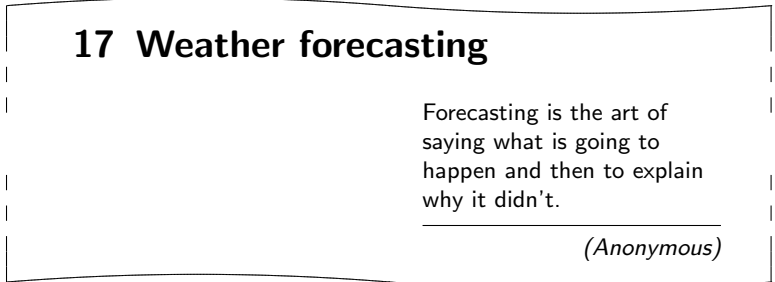 17 Weather forecasting
Forecasting is the art of
saying what is going to
happen and then to explain
why it didn't.
(Anonymous)